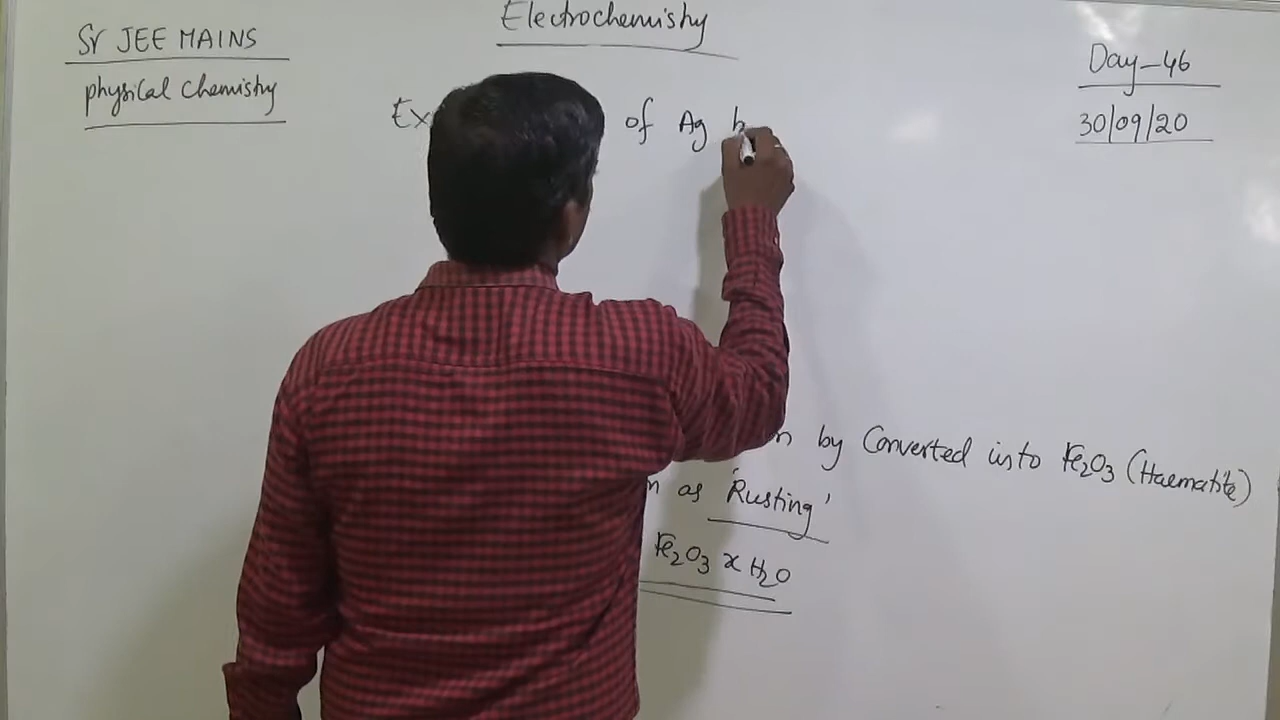 Electrochemistry
Sr JEE MAINS
physical Chemistry
Day-46
30/09/20
of Ag
by Converted into Fe2O3 (Haematite)
as 'Rusting'
Fe2O3 x H2O